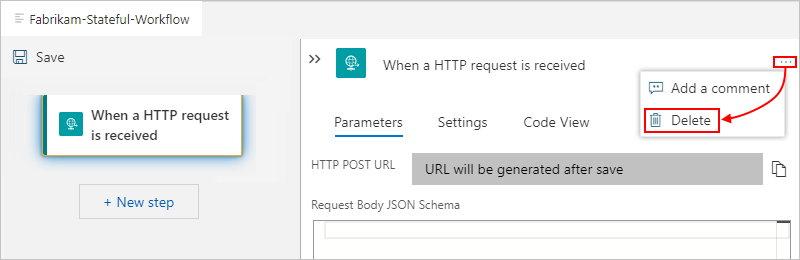 Fabrikam-Stateful-Workflow
Save
When a HTTP request
is received
+ New step
When a HTTP request is received
...
Add a comment
Delete
Parameters
Settings
Code View
HTTP POST URL
URL will be generated after save
Request Body JSON Schema